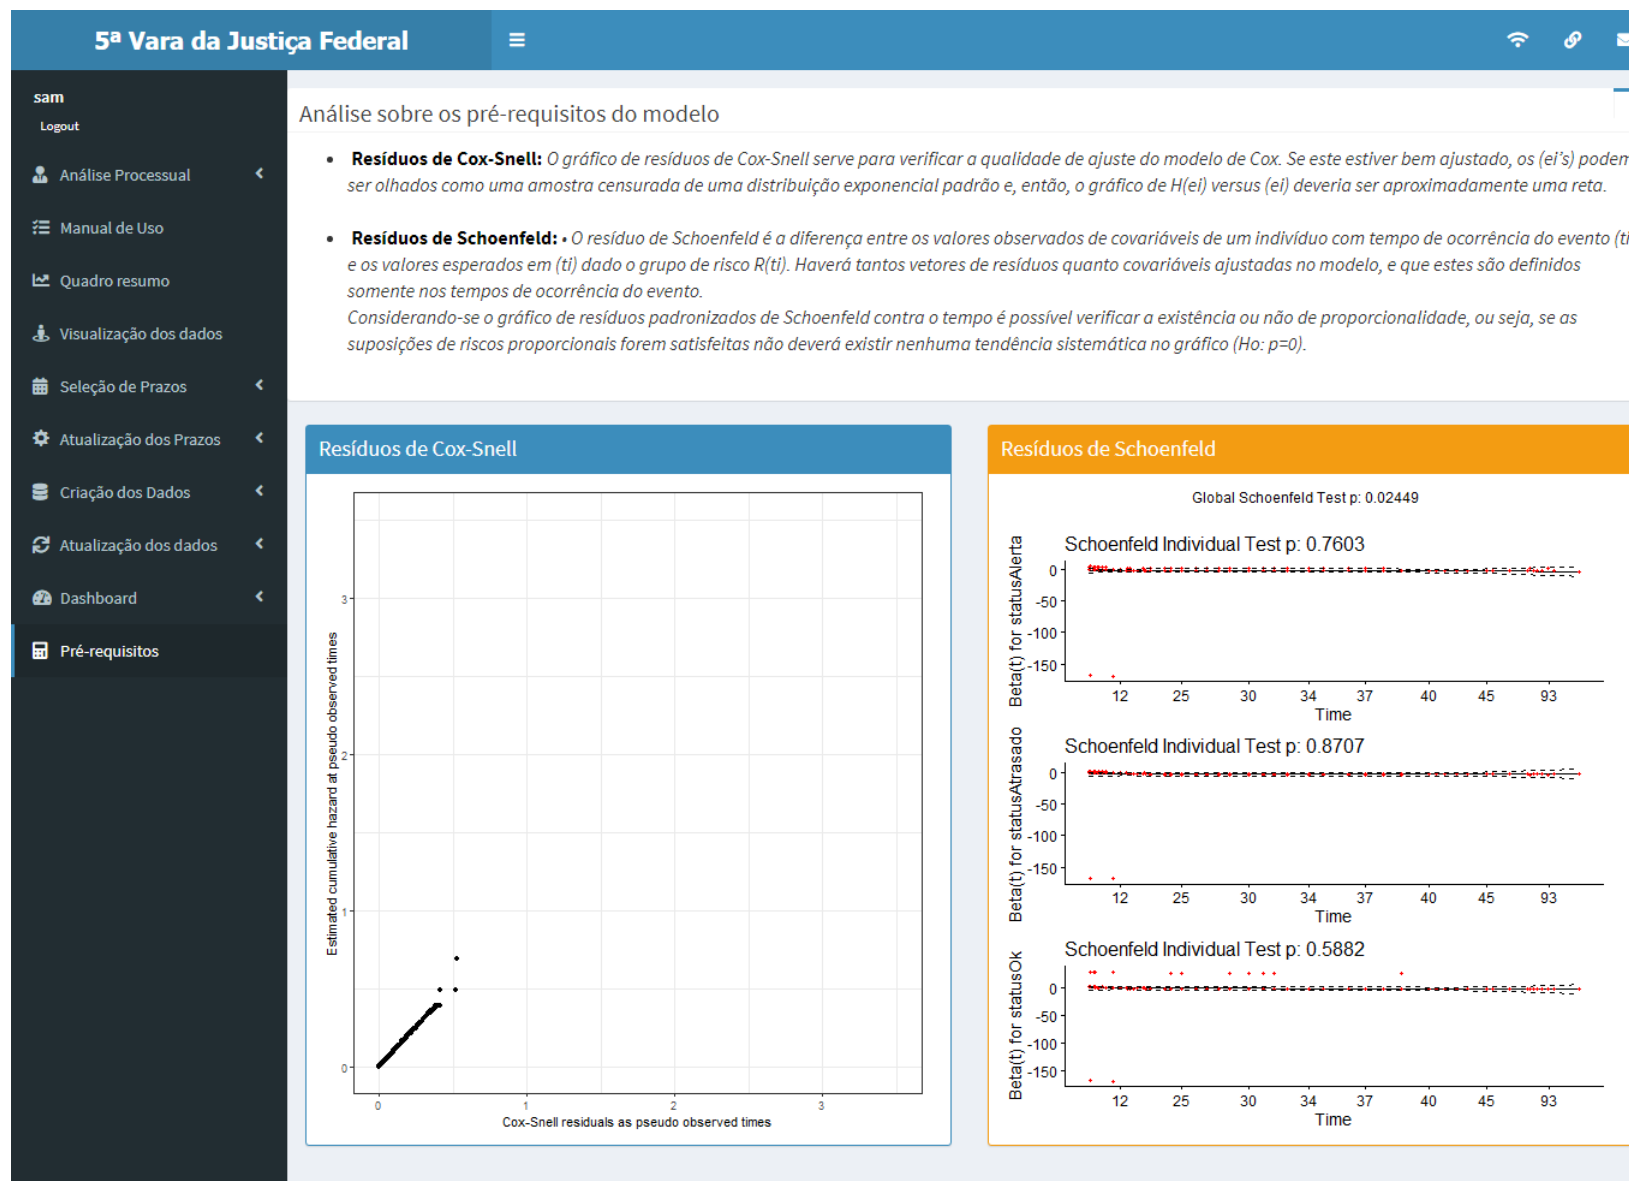 5ª Vara da Justiça Federal
sam
Logout
Análise Processual
Manual de Uso
Quadro resumo
Visualização dos dados
Seleção de Prazos
Atualização dos Prazos
Criação dos Dados
Atualização dos dados
Dashboard
Pré-requisitos
Análise sobre os pré-requisitos do modelo
• Resíduos de Cox-Snell: O gráfico de resíduos de Cox-Snell serve para verificar a qualidade de ajuste do modelo de Cox. Se este estiver bem ajustado, os (ei's) podem
ser olhados como uma amostra censurada de uma distribuição exponencial padrão e, então, o gráfico de H(ei) versus (ei) deveria ser aproximadamente uma reta.
• Resíduos de Schoenfeld: • O resíduo de Schoenfeld é a diferença entre os valores observados de covariáveis de um indivíduo com tempo de ocorrência do evento (ti
e os valores esperados em (ti) dado o grupo de risco R(ti). Haverá tantos vetores de resíduos quanto covariáveis ajustadas no modelo, e que estes são definidos
somente nos tempos de ocorrência do evento.
Considerando-se o gráfico de resíduos padronizados de Schoenfeld contra o tempo é possível verificar a existência ou não de proporcionalidade, ou seja, se as
suposições de riscos proporcionais forem satisfeitas não deverá existir nenhuma tendência sistemática no gráfico (Ho: p=0).
Resíduos de Cox-Snell
Estimated cumulative hazard at pseudo observed times
3
2
1
0
0 1 2 3
Cox-Snell residuals as pseudo observed times
Resíduos de Schoenfeld
Global Schoenfeld Test p: 0.02449
Schoenfeld Individual Test p: 0.7603
Beta(t) for statusAlerta
0
-50
-100
-150
12 25 30 34 37 40 45 93
Time
Schoenfeld Individual Test p: 0.8707
Beta(t) for statusAtrasado
0
-50
-100
-150
12 25 30 34 37 40 45 93
Time
Schoenfeld Individual Test p: 0.5882
Beta(t) for statusOk
0
-50
-100
-150
12 25 30 34 37 40 45 93
Time